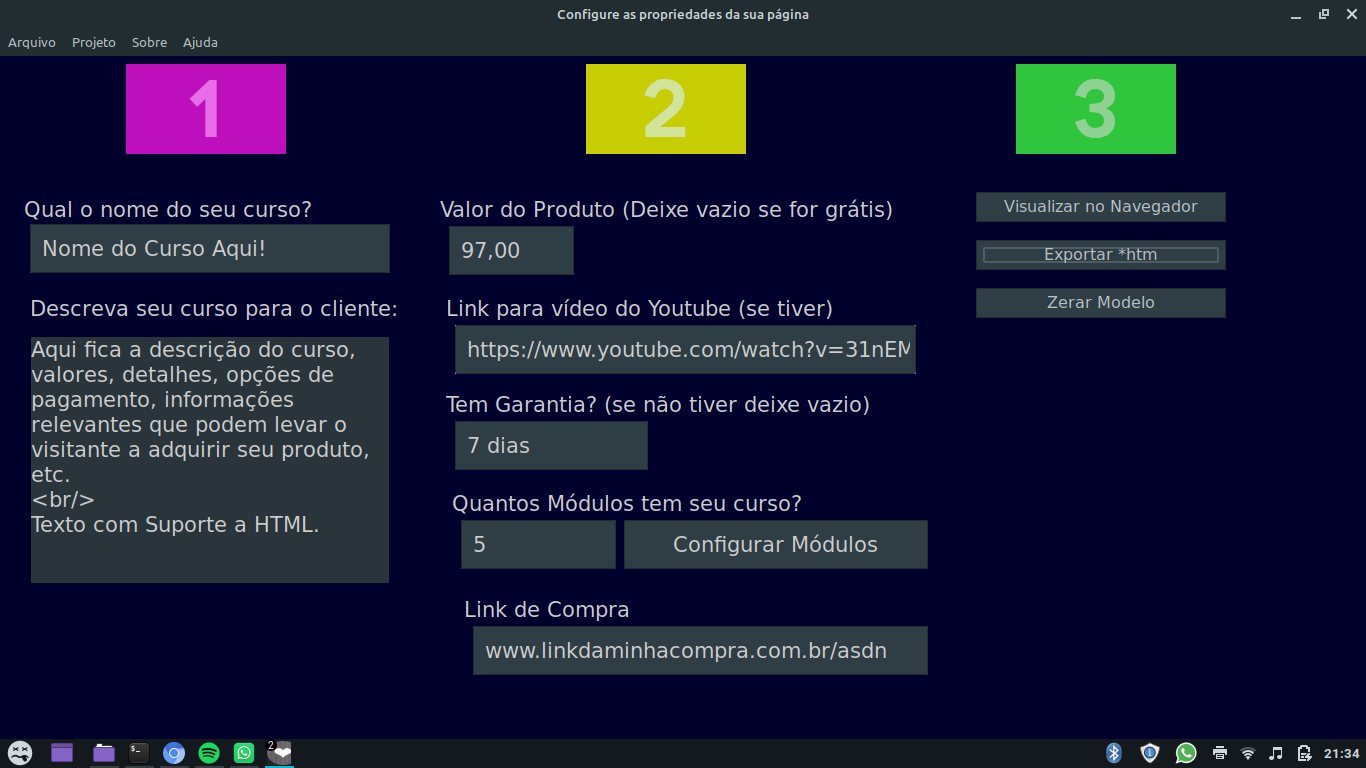 Configure as propriedades da sua página
Arquivo Projeto Sobre Ajuda
1
2
3
Qual o nome do seu curso?
Nome do Curso Aqui!
Descreva seu curso para o cliente:
Aqui fica a descrição do curso,
valores, detalhes, opções de
pagamento, informações
relevantes que podem levar o
visitante a adquirir seu produto,
etc.
<br/>
Texto com Suporte a HTML.
Valor do Produto (Deixe vazio se for grátis)
97,00
Link para vídeo do Youtube (se tiver)
https://www.youtube.com/watch?v=31nEM
Tem Garantia? (se não tiver deixe vazio)
7 dias
Quantos Módulos tem seu curso?
5
Configurar Módulos
Link de Compra
www.linkdaminhacompra.com.br/asdn
Visualizar no Navegador
Exportar *htm
Zerar Modelo
$_
2
21:34